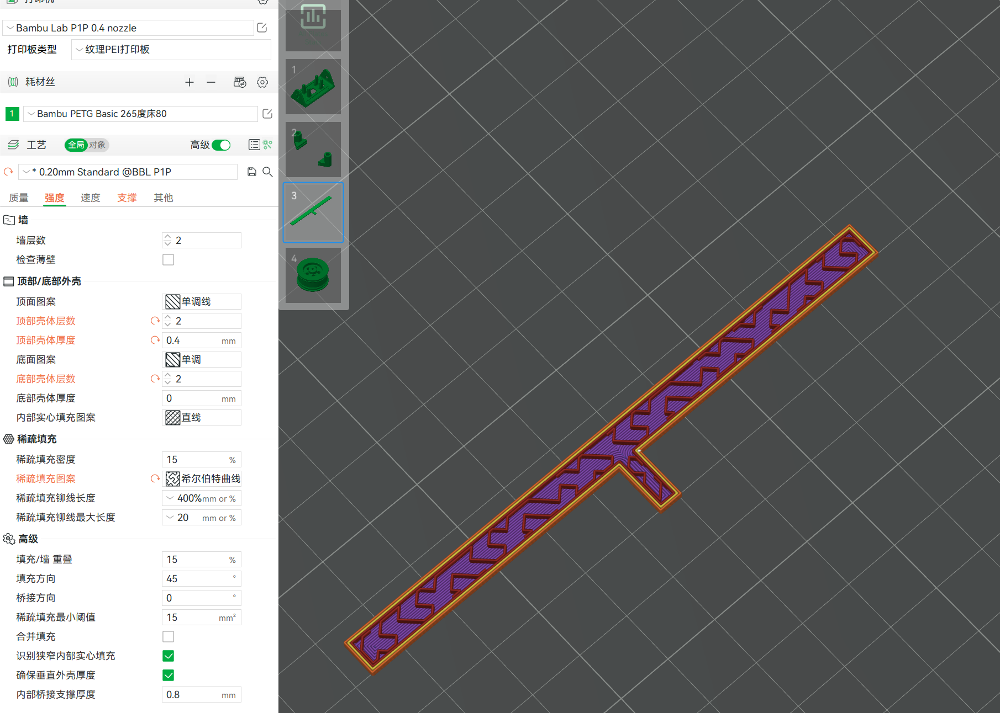 打印机
Bambu Lab P1P 0.4 nozzle
打印板类型 纹理PEI打印板
耗材丝
1 Bambu PETG Basic 265度床80
工艺 全局 对象 高级
* 0.20mm Standard @BBL P1P
质量 强度 速度 支撑 其他
墙
墙层数 2
检查薄壁
顶部/底部外壳
顶面图案 单调线
顶部壳体层数 2
顶部壳体厚度 0.4 mm
底面图案 单调
底部壳体层数 2
底部壳体厚度 0 mm
内部实心填充图案 直线
稀疏填充
稀疏填充密度 15 %
稀疏填充图案 希尔伯特曲线
稀疏填充铆线长度 400% mm or %
稀疏填充铆线最大长度 20 mm or %
高级
填充/墙 重叠 15 %
填充方向 45 °
桥接方向 0 °
稀疏填充最小阈值 15 mm²
合并填充
识别狭窄内部实心填充
确保垂直外壳厚度
内部桥接支撑厚度 0.8 mm
1
2
3
4